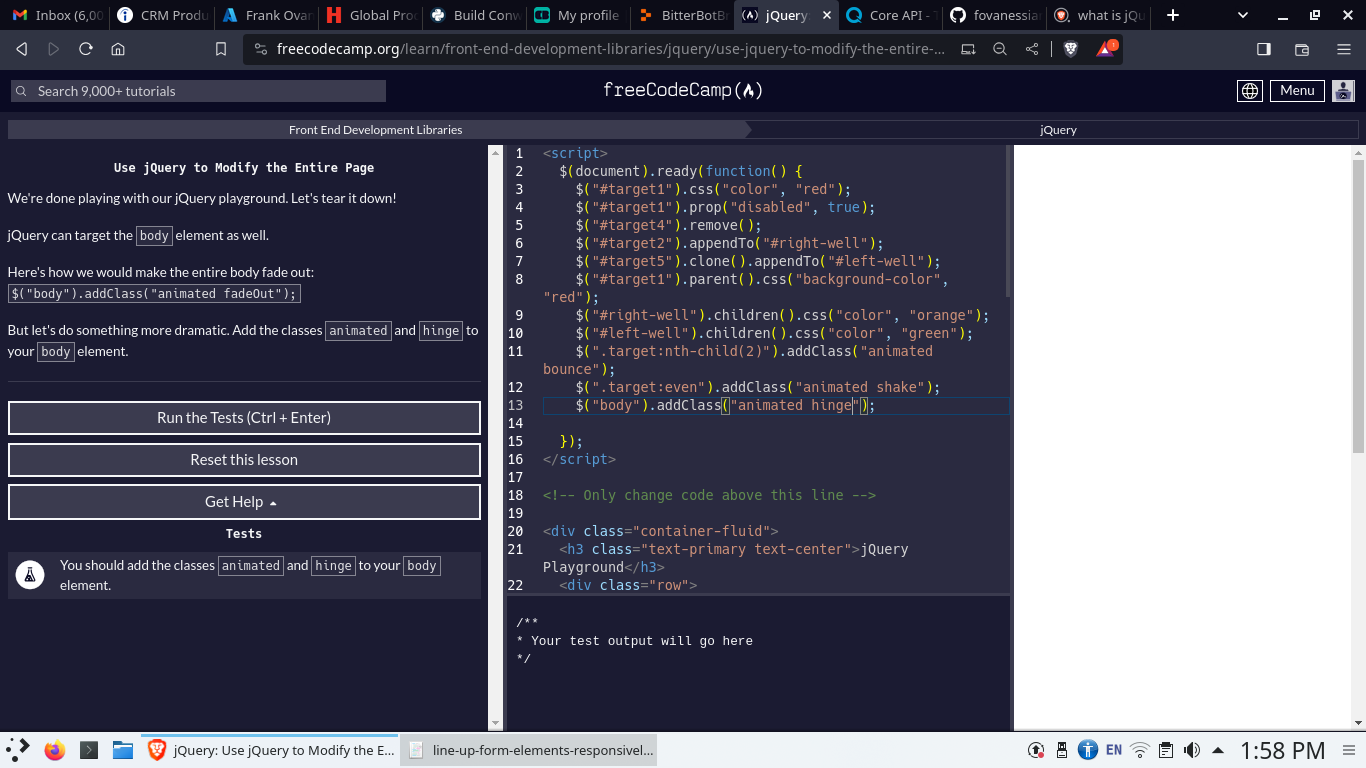 Inbox (6,00
CRM Produ
Frank Ovar
Global Proc
Build Conw
My profile
BitterBotBr
jQuery
Core API - T
fovanessiar
what is jQu
freecodecamp.org/learn/front-end-development-libraries/jquery/use-jquery-to-modify-the-entire-...
1
Search 9,000+ tutorials
freeCodeCamp
Menu
Front End Development Libraries
jQuery
Use jQuery to Modify the Entire Page
We're done playing with our jQuery playground. Let's tear it down!
jQuery can target the body element as well.
Here's how we would make the entire body fade out:
$("body").addClass("animated fadeOut");
But let's do something more dramatic. Add the classes animated and hinge to
your body element.
Run the Tests (Ctrl + Enter)
Reset this lesson
Get Help
Tests
You should add the classes animated and hinge to your body
element.
1 <script>
2 $(document).ready(function() {
3 $("#target1").css("color", "red");
4 $("#target1").prop("disabled", true);
5 $("#target4").remove();
6 $("#target2").appendTo("#right-well");
7 $("#target5").clone().appendTo("#left-well");
8 $("#target1").parent().css("background-color",
"red");
9 $("#right-well").children().css("color", "orange");
10 $("#left-well").children().css("color", "green");
11 $(".target:nth-child(2)").addClass("animated
bounce");
12 $(".target:even").addClass("animated shake");
13 $("body").addClass("animated hinge");
14
15 });
16 </script>
17
18 <!-- Only change code above this line -->
19
20 <div class="container-fluid">
21 <h3 class="text-primary text-center">jQuery
Playground</h3>
22 <div class="row">
/**
* Your test output will go here
*/
jQuery: Use jQuery to Modify the E...
line-up-form-elements-responsivel...
EN
1:58 PM